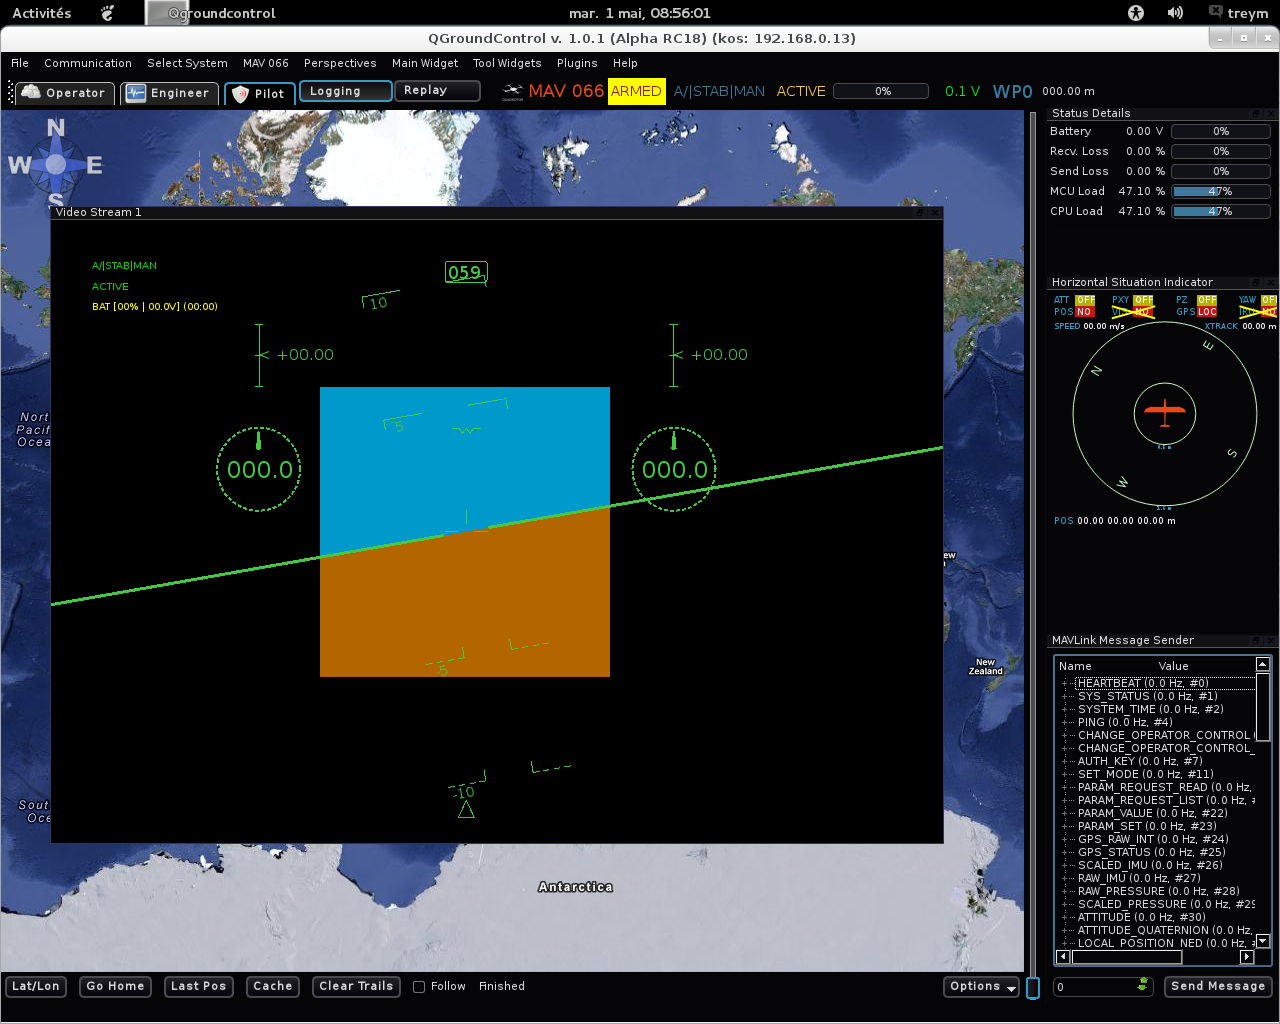 Activités Qgroundcontrol mar. 1 mai, 08:56:01 treym
QGroundControl v. 1.0.1 (Alpha RC18) (kos: 192.168.0.13)
File Communication Select System MAV 066 Perspectives Main Widget Tool Widgets Plugins Help
Operator Engineer Pilot Logging Replay MAV 066 ARMED A/|STAB|MAN ACTIVE 0% 0.1 V WP0 000.00 m
N
W E
S
Video Stream 1
A/|STAB|MAN
ACTIVE
BAT [00% | 00.0V] (00:00)
059
10
+00.00 +00.00
5
000.0 000.0
-5
-10
North
Pacific
Ocea
South
Oce
New
Zealand
Antarctica
Status Details
Battery 0.00 V 0%
Recv. Loss 0.00 % 0%
Send Loss 0.00 % 0%
MCU Load 47.10 % 47%
CPU Load 47.10 % 47%
Horizontal Situation Indicator
ATT OFF PXY OFF PZ OFF YAW OFF
POS NO NO GPS LOC NO
SPEED 00.00 m/s XTRACK 00.00 m
N E
W S
POS 00.00 00.00 00.00 m
MAVLink Message Sender
Name Value
HEARTBEAT (0.0 Hz, #0)
SYS_STATUS (0.0 Hz, #1)
SYSTEM_TIME (0.0 Hz, #2)
PING (0.0 Hz, #4)
CHANGE_OPERATOR_CONTROL (
CHANGE_OPERATOR_CONTROL_
AUTH_KEY (0.0 Hz, #7)
SET_MODE (0.0 Hz, #11)
PARAM_REQUEST_READ (0.0 Hz,
PARAM_REQUEST_LIST (0.0 Hz, #
PARAM_VALUE (0.0 Hz, #22)
PARAM_SET (0.0 Hz, #23)
GPS_RAW_INT (0.0 Hz, #24)
GPS_STATUS (0.0 Hz, #25)
SCALED_IMU (0.0 Hz, #26)
RAW_IMU (0.0 Hz, #27)
RAW_PRESSURE (0.0 Hz, #28)
SCALED_PRESSURE (0.0 Hz, #29
ATTITUDE (0.0 Hz, #30)
ATTITUDE_QUATERNION (0.0 Hz,
LOCAL_POSITION_NED (0.0 Hz, #
Lat/Lon Go Home Last Pos Cache Clear Trails Follow Finished Options 0 Send Message